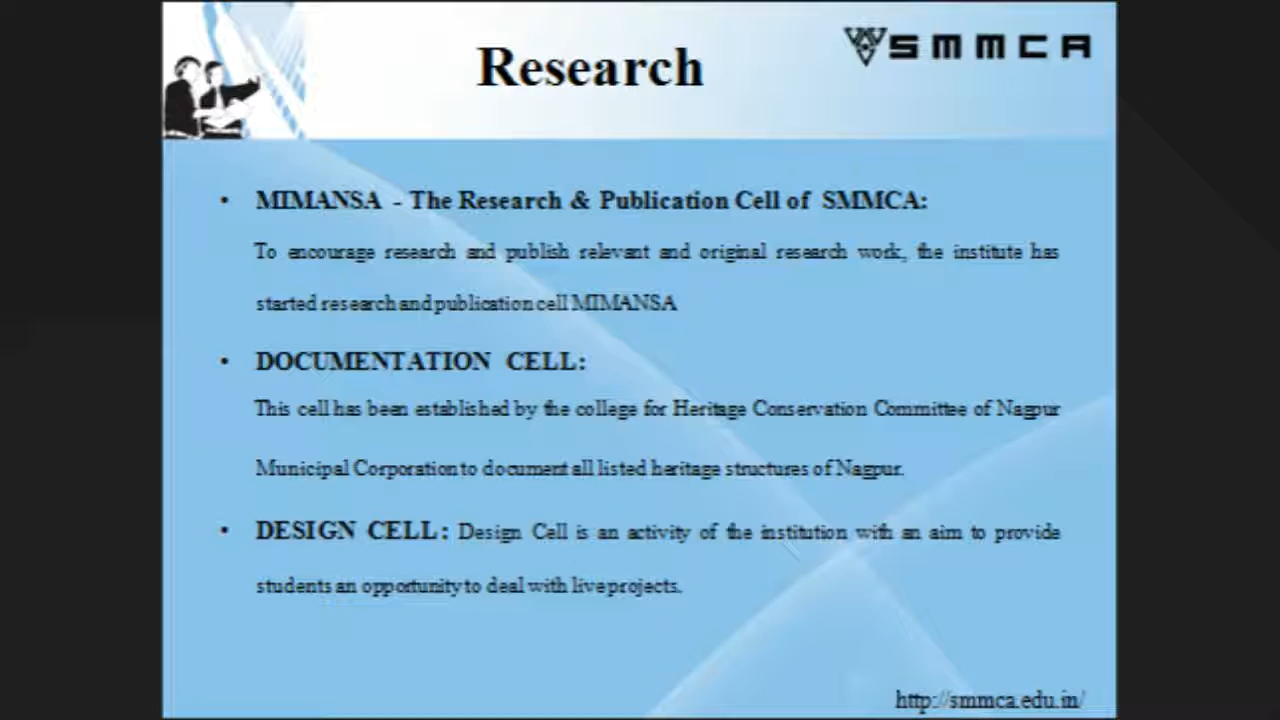 Research
SMMCA
• MIMANSA - The Research & Publication Cell of SMMCA:
To encourage research and publish relevant and original research work, the institute has
started research and publication cell MIMANSA
• DOCUMENTATION CELL:
This cell has been established by the college for Heritage Conservation Committee of Nagpur
Municipal Corporation to document all listed heritage structures of Nagpur.
• DESIGN CELL: Design Cell is an activity of the institution with an aim to provide
students an opportunity to deal with live projects.
http://smmca.edu.in/